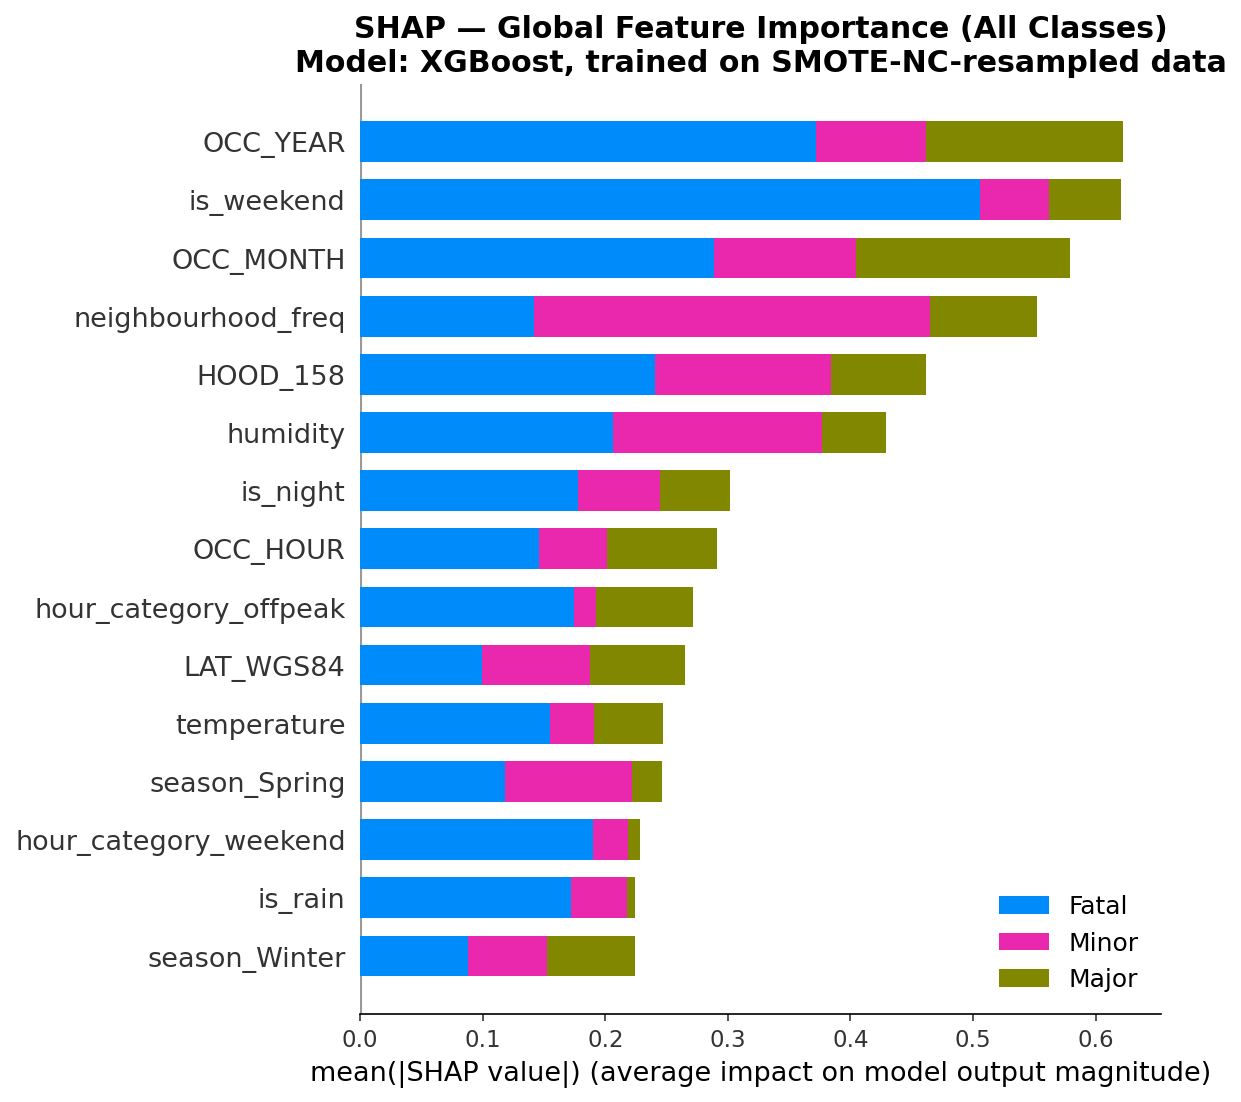 SHAP — Global Feature Importance (All Classes)
Model: XGBoost, trained on SMOTE-NC-resampled data
OCC_YEAR
is_weekend
OCC_MONTH
neighbourhood_freq
HOOD_158
humidity
is_night
OCC_HOUR
hour_category_offpeak
LAT_WGS84
temperature
season_Spring
hour_category_weekend
is_rain
season_Winter
Fatal
Minor
Major
0.0 0.1 0.2 0.3 0.4 0.5 0.6
mean(|SHAP value|) (average impact on model output magnitude)